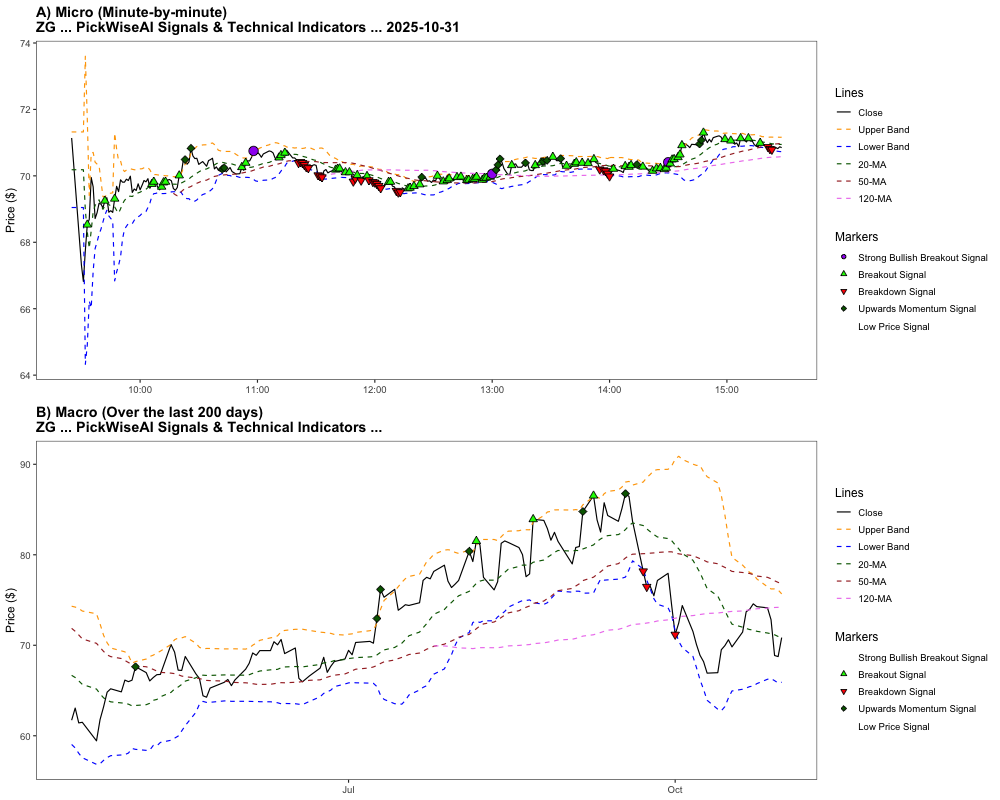 A) Micro (Minute-by-minute)
ZG ... PickWiseAI Signals & Technical Indicators ... 2025-10-31
74
72
70
68
66
64
Price ($)
10:00
11:00
12:00
13:00
14:00
15:00
Lines
Close
Upper Band
Lower Band
20-MA
50-MA
120-MA
Markers
Strong Bullish Breakout Signal
Breakout Signal
Breakdown Signal
Upwards Momentum Signal
Low Price Signal
B) Macro (Over the last 200 days)
ZG ... PickWiseAI Signals & Technical Indicators ...
90
80
70
60
Price ($)
Jul
Oct
Lines
Close
Upper Band
Lower Band
20-MA
50-MA
120-MA
Markers
Strong Bullish Breakout Signal
Breakout Signal
Breakdown Signal
Upwards Momentum Signal
Low Price Signal